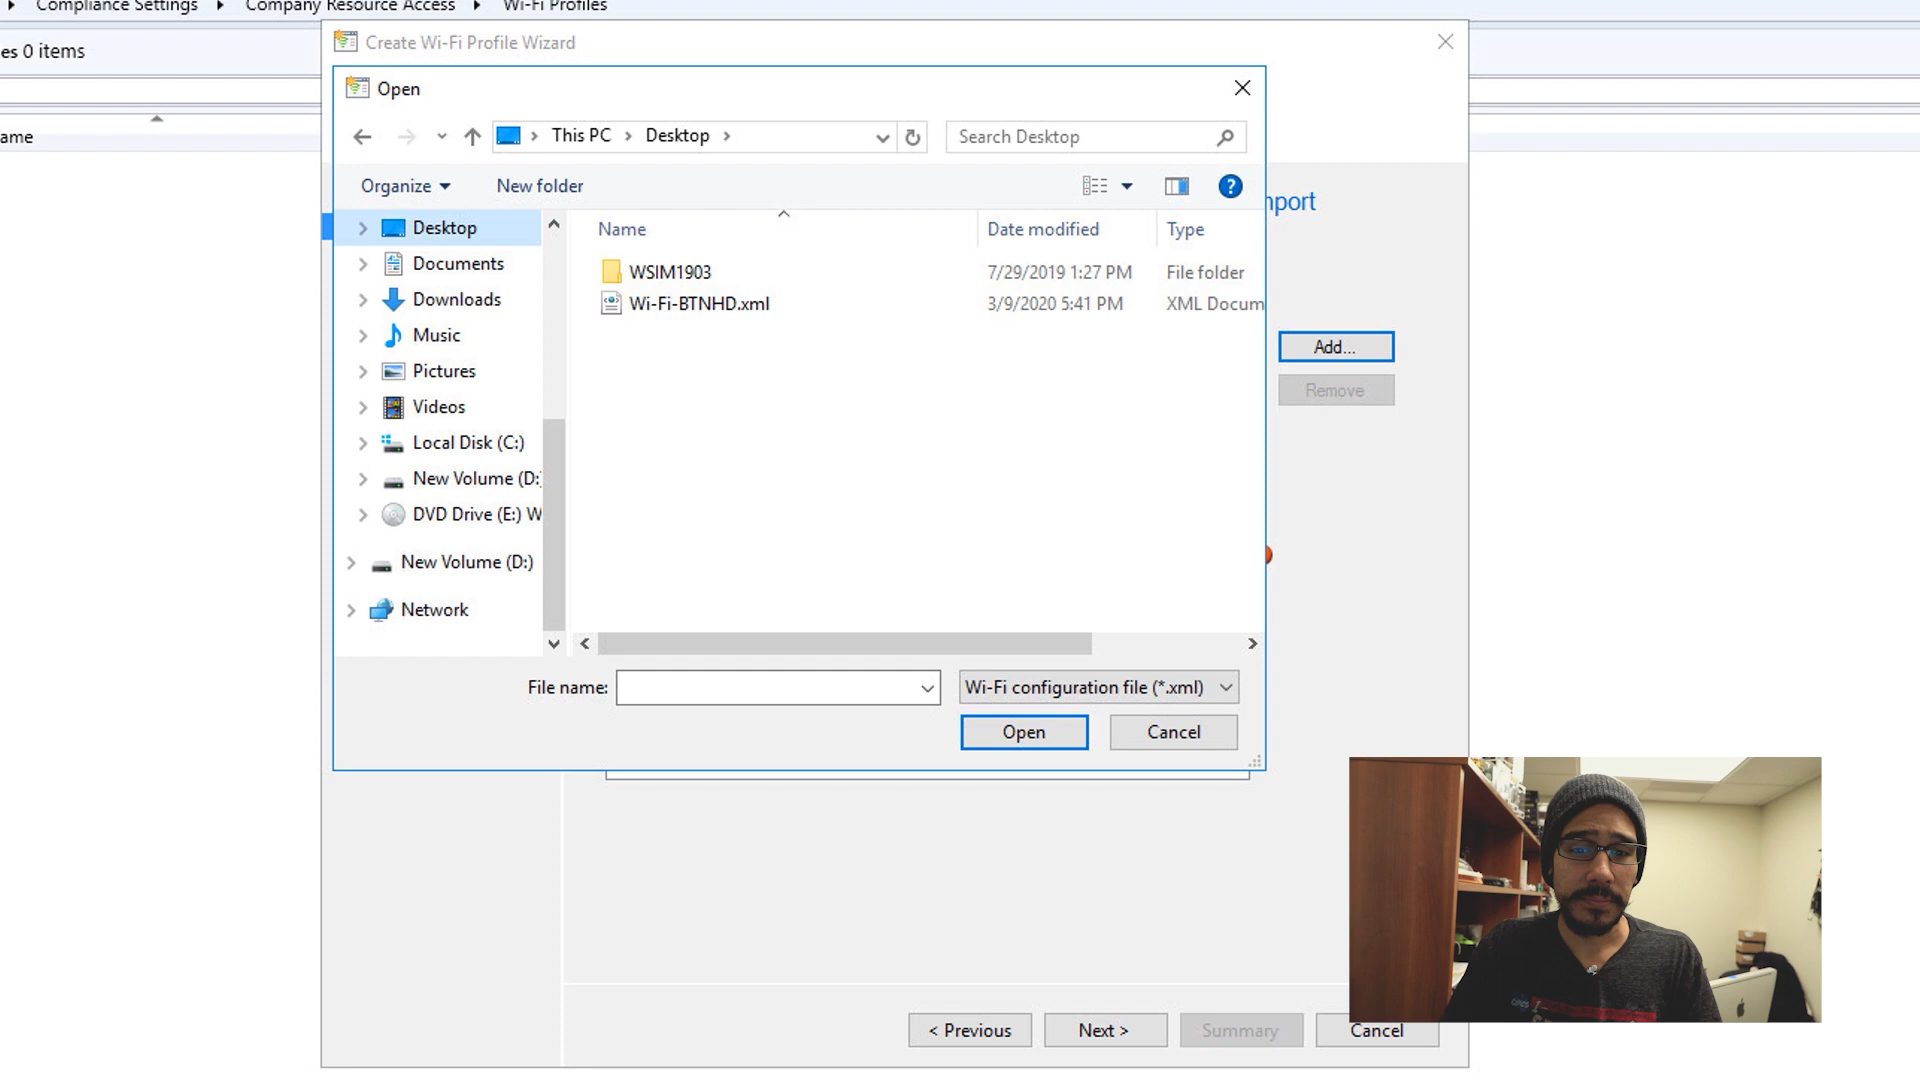 Compliance Settings Company Resource Access Wi-Fi Profiles
es 0 items
ame
Create Wi-Fi Profile Wizard
Open
This PC Desktop
Search Desktop
Organize New folder
Desktop
Documents
Downloads
Music
Pictures
Videos
Local Disk (C:)
New Volume (D:
DVD Drive (E:) W
New Volume (D:)
Network
Name Date modified Type
WSIM1903 7/29/2019 1:27 PM File folder
Wi-Fi-BTNHD.xml 3/9/2020 5:41 PM XML Docum
File name: Wi-Fi configuration file (*.xml)
Open Cancel
mport
Add...
Remove
< Previous Next > Summary Cancel